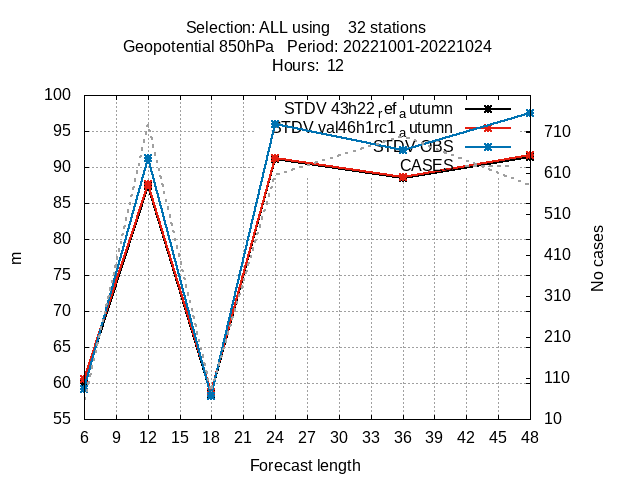 Selection: ALL using 32 stations
Geopotential 850hPa Period: 20221001-20221024
Hours: 12
STDV 43h22ref_autumn
STDV val46h1rc1_autumn
STDV OBS
CASES
100
95
90
85
80
75
70
65
60
55
m
710
610
510
410
310
210
110
10
No cases
6 9 12 15 18 21 24 27 30 33 36 39 42 45 48
Forecast length